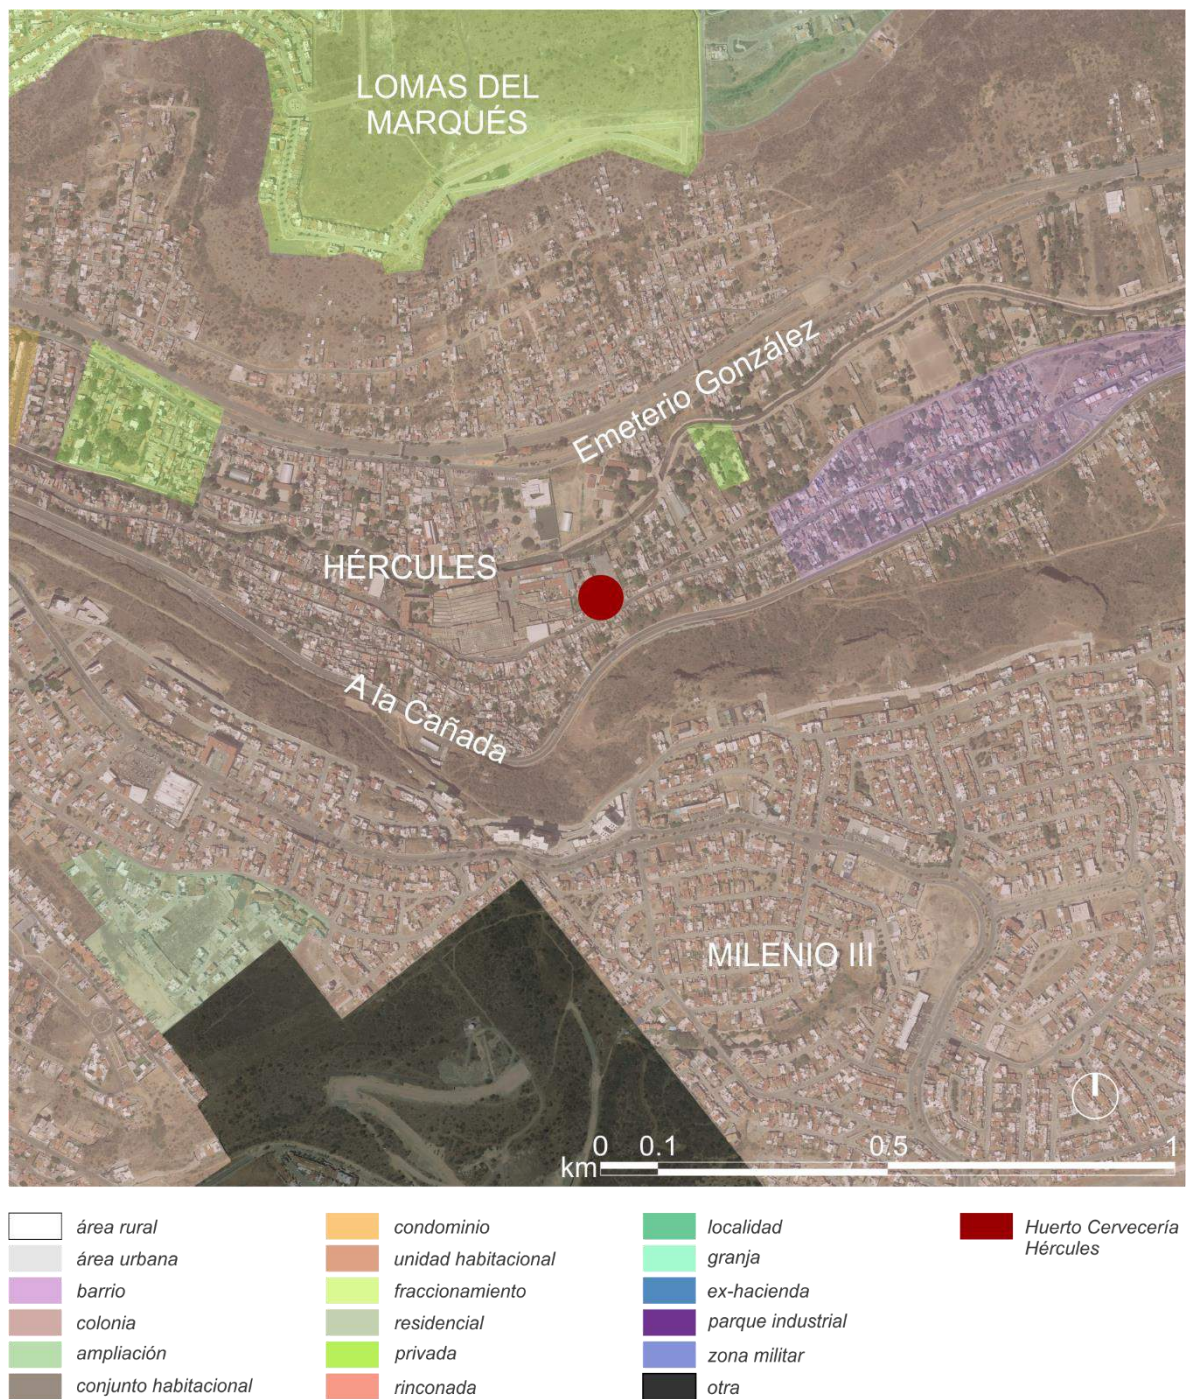 LOMAS DEL
MARQUÉS
Emeterio González
HÉRCULES
A la Cañada
MILENIO III
0 0.1 0.5 1
km
área rural
área urbana
barrio
colonia
ampliación
conjunto habitacional
condominio
unidad habitacional
fraccionamiento
residencial
privada
rinconada
localidad
granja
ex-hacienda
parque industrial
zona militar
otra
Huerto Cervecería
Hércules